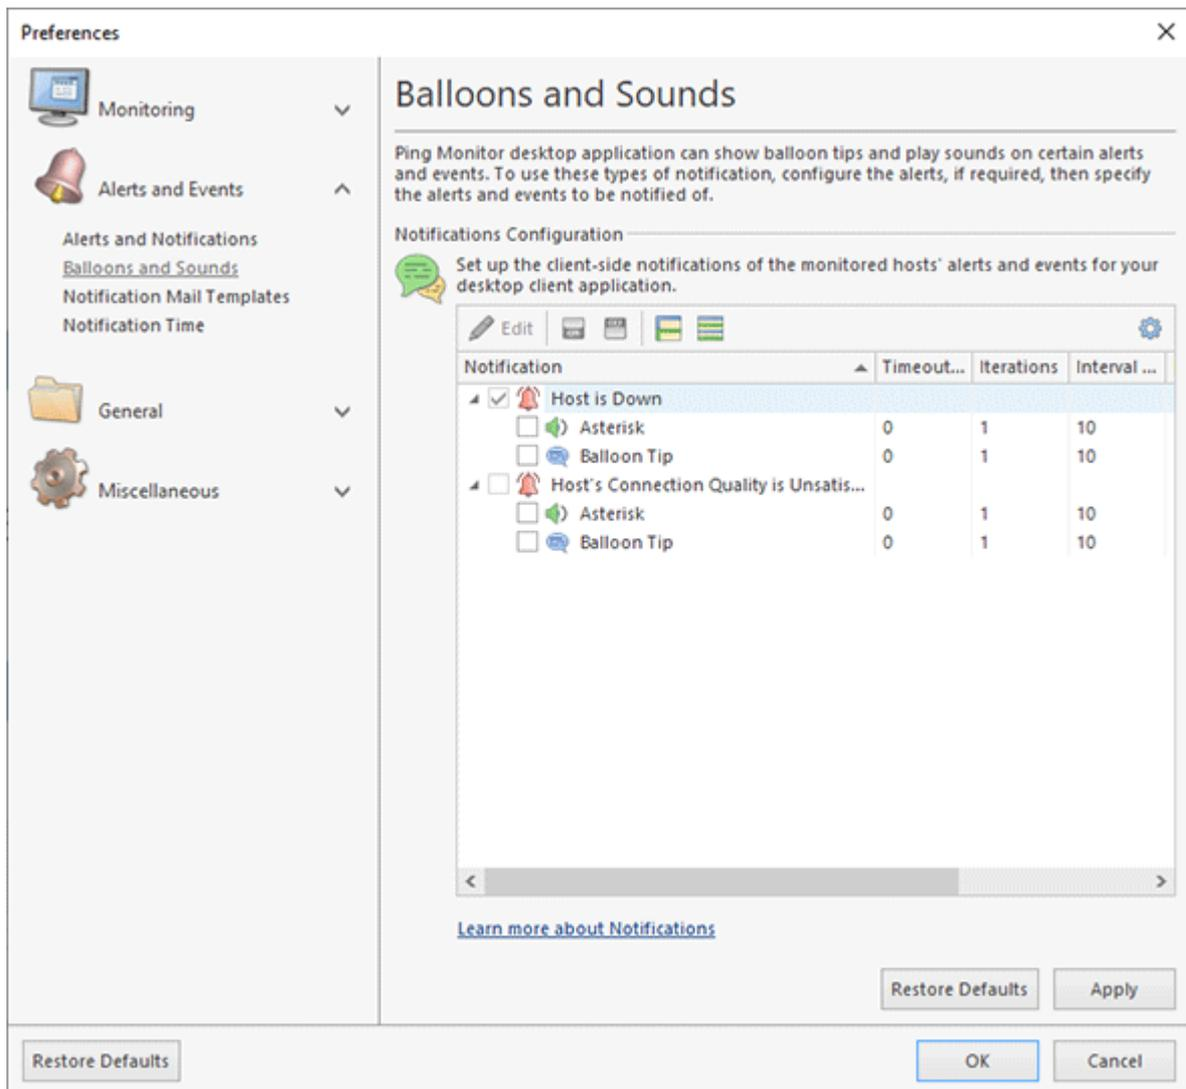 Preferences
Monitoring
Alerts and Events
Alerts and Notifications
Balloons and Sounds
Notification Mail Templates
Notification Time
General
Miscellaneous
Balloons and Sounds
Ping Monitor desktop application can show balloon tips and play sounds on certain alerts
and events. To use these types of notification, configure the alerts, if required, then specify
the alerts and events to be notified of.
Notifications Configuration
Set up the client-side notifications of the monitored hosts' alerts and events for your
desktop client application.
Edit
Notification Timeout... Iterations Interval ...
Host is Down
Asterisk 0 1 10
Balloon Tip 0 1 10
Host's Connection Quality is Unsatis...
Asterisk 0 1 10
Balloon Tip 0 1 10
Learn more about Notifications
Restore Defaults Apply
Restore Defaults OK Cancel